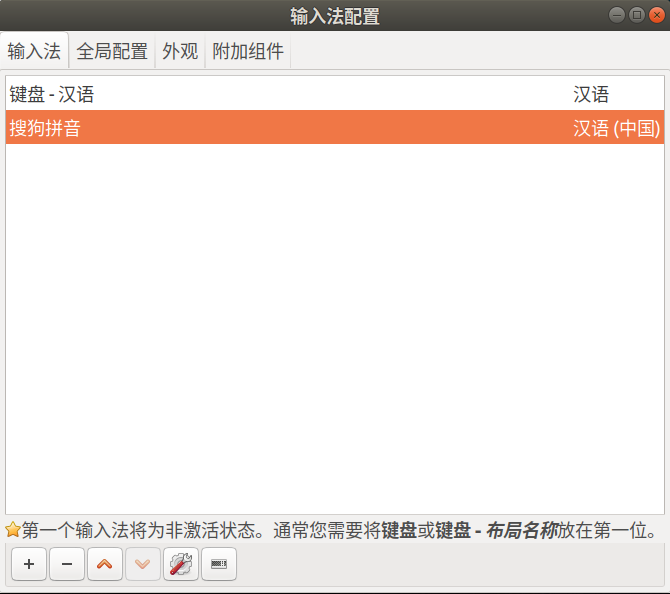 输入法配置
输入法 全局配置 外观 附加组件
键盘 - 汉语 汉语
搜狗拼音 汉语 (中国)
第一个输入法将为非激活状态。通常您需要将键盘或键盘 - 布局名称放在第一位。